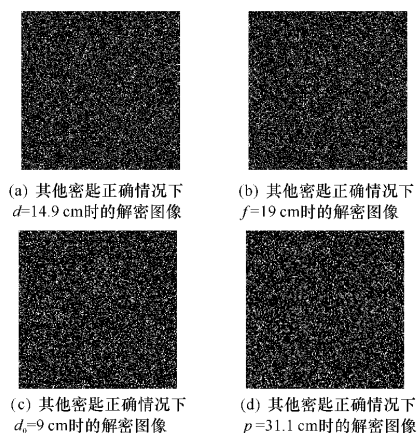 (a) 其他密匙正确情况下
d=14.9 cm时的解密图像
(b) 其他密匙正确情况下
f=19 cm时的解密图像
(c) 其他密匙正确情况下
d₀=9 cm时的解密图像
(d) 其他密匙正确情况下
p=31.1 cm时的解密图像